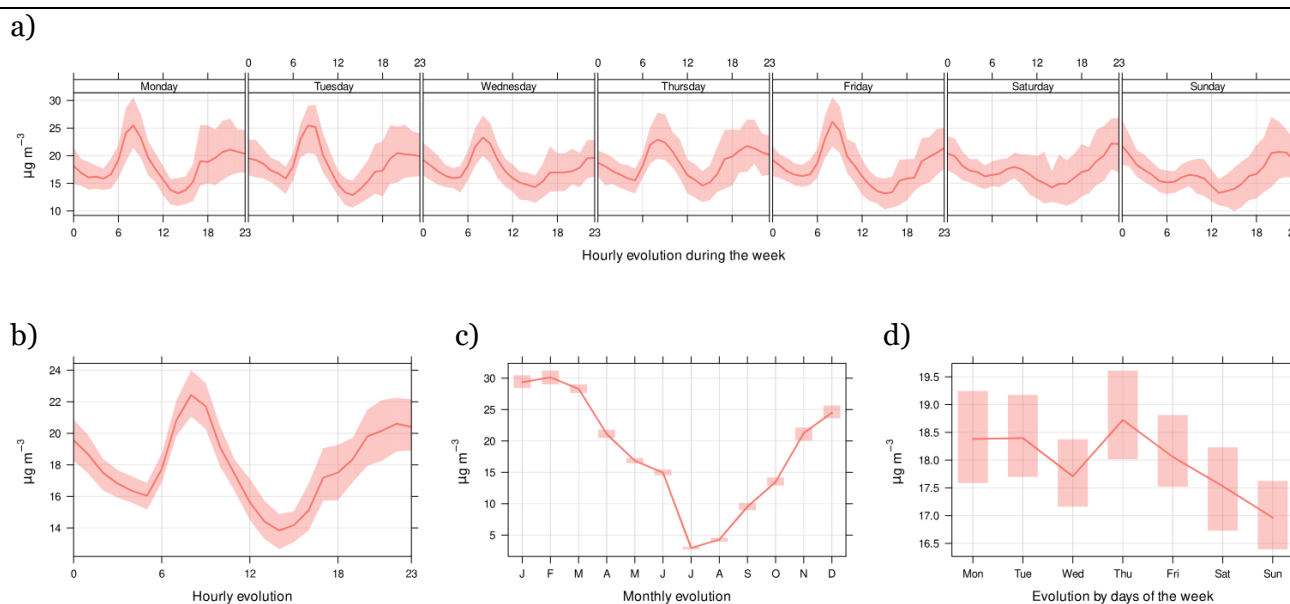 a)
0 6 12 18 23 0 6 12 18 23 0 6 12 18 23
Monday Tuesday Wednesday Thursday Friday Saturday Sunday
30
25
20
15
10
µg m⁻³
0 6 12 18 23 0 6 12 18 23 0 6 12 18 23 0 6 12 18 2
Hourly evolution during the week
b)
24
22
20
18
16
14
µg m⁻³
0 6 12 18 23
Hourly evolution
c)
30
25
20
15
10
5
µg m⁻³
J F M A M J J A S O N D
Monthly evolution
d)
19.5
19.0
18.5
18.0
17.5
17.0
16.5
µg m⁻³
Mon Tue Wed Thu Fri Sat Sun
Evolution by days of the week